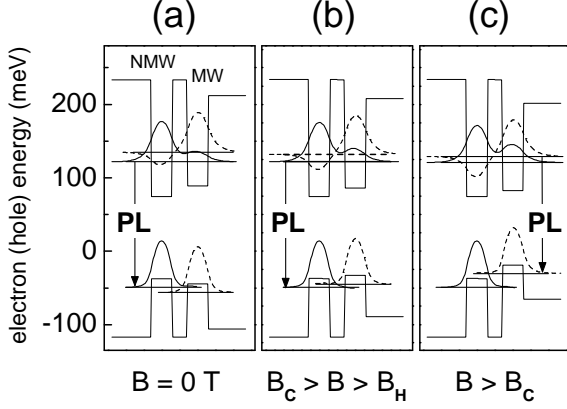 (a) (b) (c)
NMW
MW
electron (hole) energy (meV)
200
100
0
-100
PL
PL
PL
B = 0 T
B_C > B > B_H
B > B_C